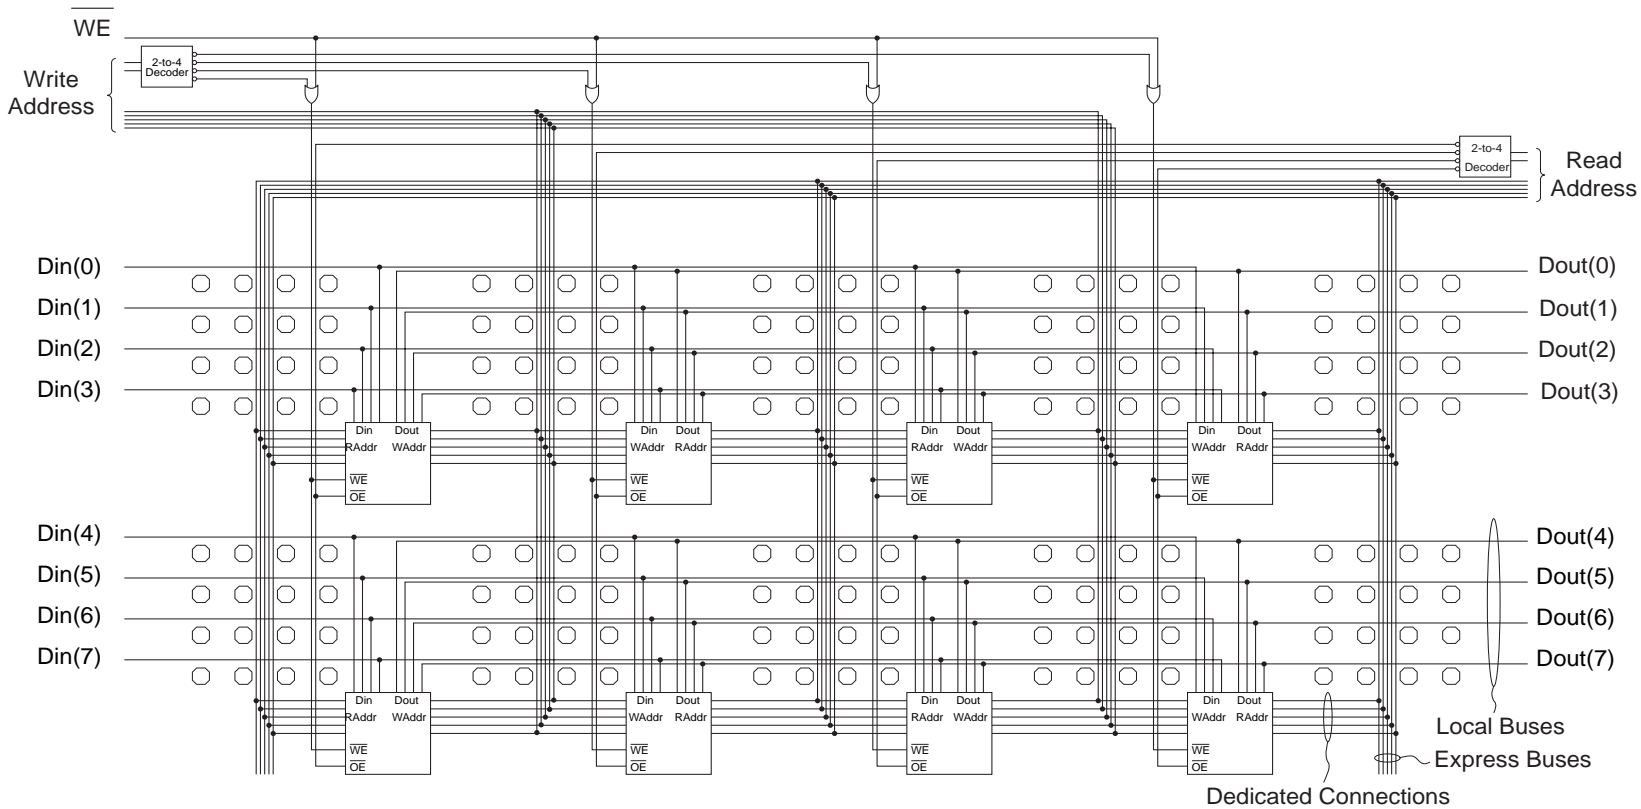 WE
2-to-4
Decoder
Write
Address
2-to-4
Decoder
Read
Address
Din(0)
Dout(0)
Din(1)
Dout(1)
Din(2)
Dout(2)
Din(3)
Dout(3)
Din Dout
RAddr WAddr
WE
OE
Din Dout
WAddr RAddr
WE
OE
Din Dout
RAddr WAddr
WE
OE
Din Dout
WAddr RAddr
WE
OE
Din(4)
Dout(4)
Din(5)
Dout(5)
Din(6)
Dout(6)
Din(7)
Dout(7)
Din Dout
RAddr WAddr
WE
OE
Din Dout
WAddr RAddr
WE
OE
Din Dout
RAddr WAddr
WE
OE
Din Dout
WAddr RAddr
WE
OE
Local Buses
Express Buses
Dedicated Connections